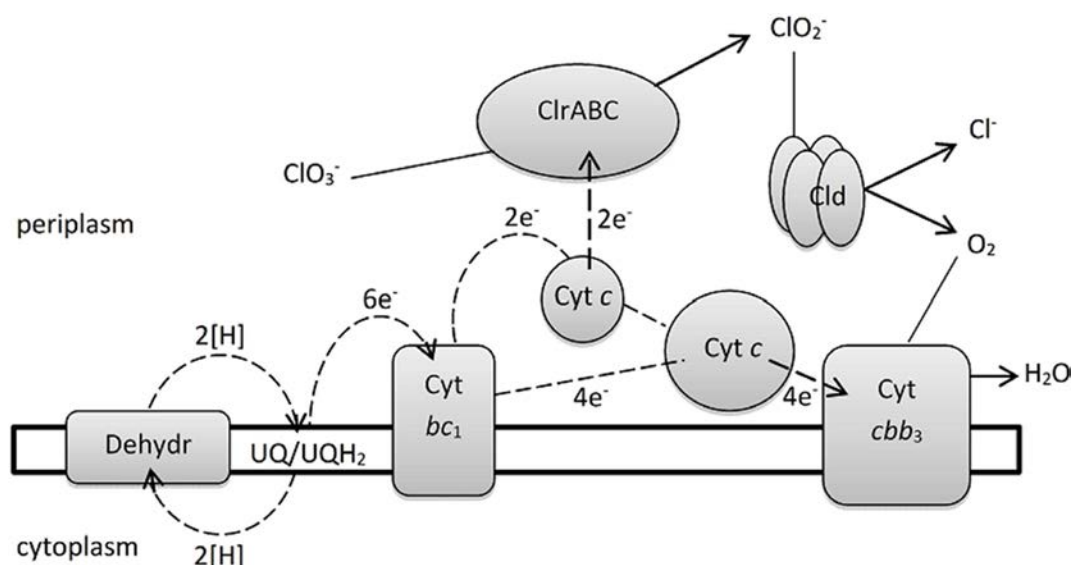 ClO₂⁻
ClrABC
Cl⁻
ClO₃⁻
Cld
periplasm
2e⁻
2e⁻
O₂
Cyt c
6e⁻
2[H]
Cyt c
Cyt
bc₁
4e⁻
4e⁻
Cyt
cbb₃
H₂O
Dehydr
UQ/UQH₂
2[H]
cytoplasm